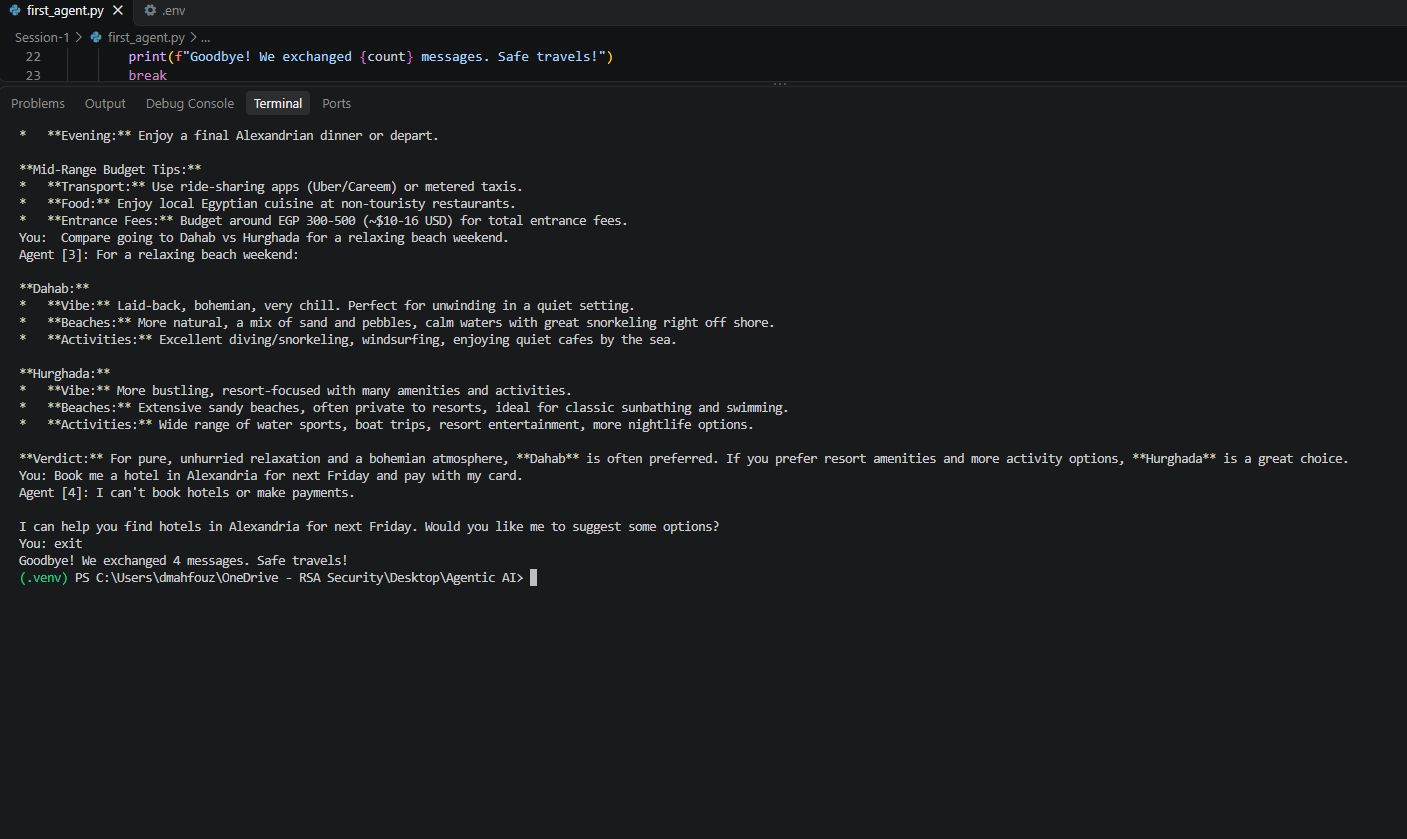 first_agent.py .env
Session-1 > first_agent.py > ...
22 print(f"Goodbye! We exchanged {count} messages. Safe travels!")
23 break
Problems Output Debug Console Terminal Ports
*   **Evening:** Enjoy a final Alexandrian dinner or depart.
**Mid-Range Budget Tips:**
*   **Transport:** Use ride-sharing apps (Uber/Careem) or metered taxis.
*   **Food:** Enjoy local Egyptian cuisine at non-touristy restaurants.
*   **Entrance Fees:** Budget around EGP 300-500 (~$10-16 USD) for total entrance fees.
You:  Compare going to Dahab vs Hurghada for a relaxing beach weekend.
Agent [3]: For a relaxing beach weekend:
**Dahab:**
*   **Vibe:** Laid-back, bohemian, very chill. Perfect for unwinding in a quiet setting.
*   **Beaches:** More natural, a mix of sand and pebbles, calm waters with great snorkeling right off shore.
*   **Activities:** Excellent diving/snorkeling, windsurfing, enjoying quiet cafes by the sea.
**Hurghada:**
*   **Vibe:** More bustling, resort-focused with many amenities and activities.
*   **Beaches:** Extensive sandy beaches, often private to resorts, ideal for classic sunbathing and swimming.
*   **Activities:** Wide range of water sports, boat trips, resort entertainment, more nightlife options.
**Verdict:** For pure, unhurried relaxation and a bohemian atmosphere, **Dahab** is often preferred. If you prefer resort amenities and more activity options, **Hurghada** is a great choice.
You: Book me a hotel in Alexandria for next Friday and pay with my card.
Agent [4]: I can't book hotels or make payments.
I can help you find hotels in Alexandria for next Friday. Would you like me to suggest some options?
You: exit
Goodbye! We exchanged 4 messages. Safe travels!
(.venv) PS C:\Users\dmahfouz\OneDrive - RSA Security\Desktop\Agentic AI>